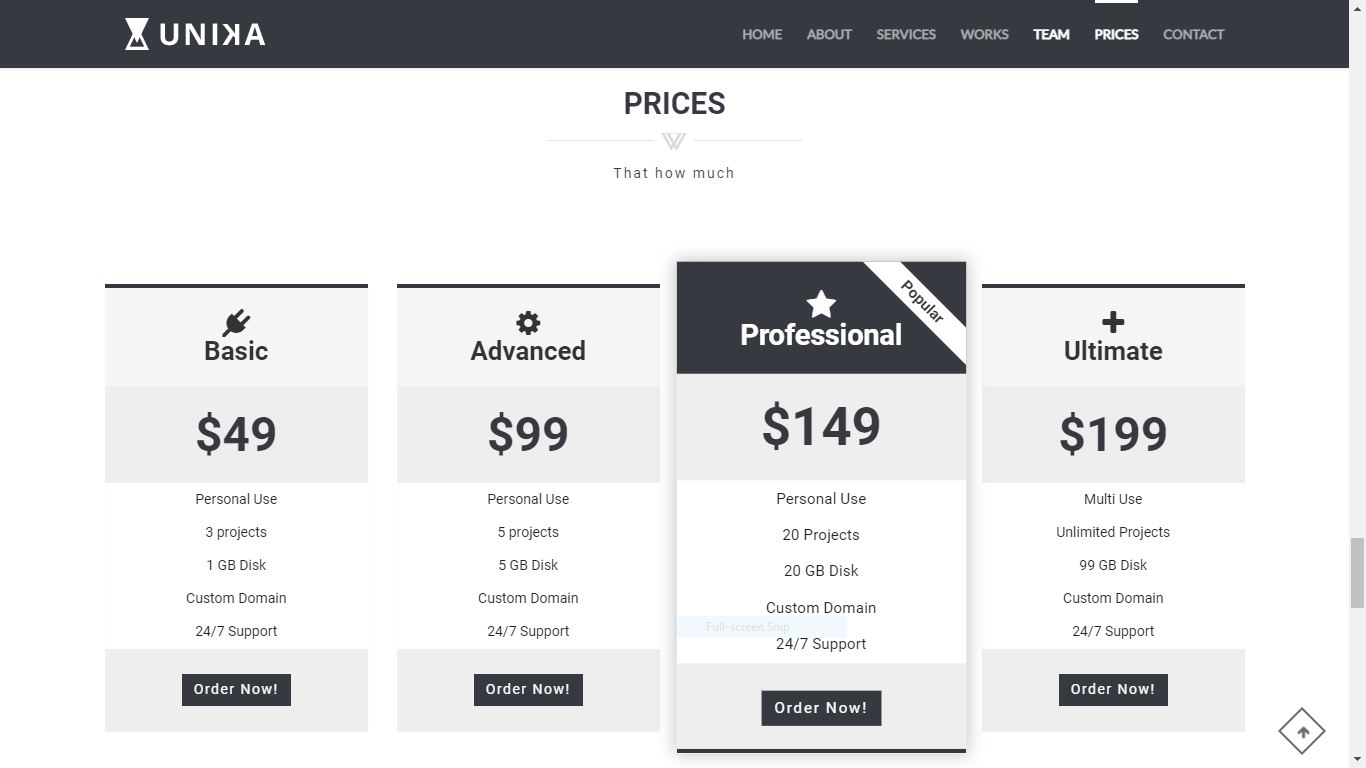 UNIKA
HOME ABOUT SERVICES WORKS TEAM PRICES CONTACT
PRICES
That how much
Basic
$49
Personal Use
3 projects
1 GB Disk
Custom Domain
24/7 Support
Order Now!
Advanced
$99
Personal Use
5 projects
5 GB Disk
Custom Domain
24/7 Support
Order Now!
Popular
Professional
$149
Personal Use
20 Projects
20 GB Disk
Custom Domain
Full-screen Snip
24/7 Support
Order Now!
Ultimate
$199
Multi Use
Unlimited Projects
99 GB Disk
Custom Domain
24/7 Support
Order Now!